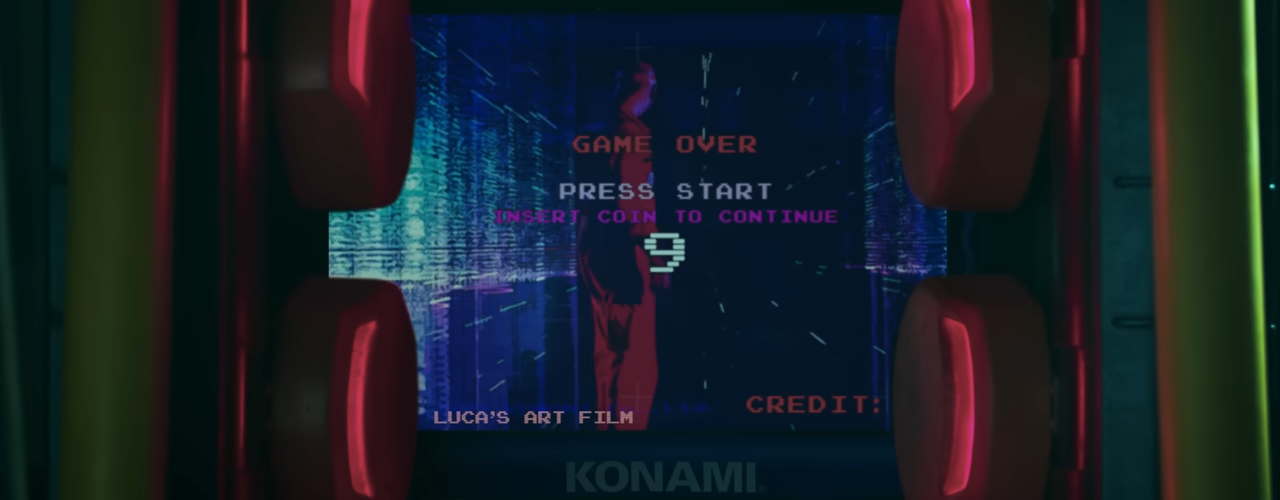 GAME OVER
PRESS START
INSERT COIN TO CONTINUE
9
CREDIT:
LUCA'S ART FILM
KONAMI